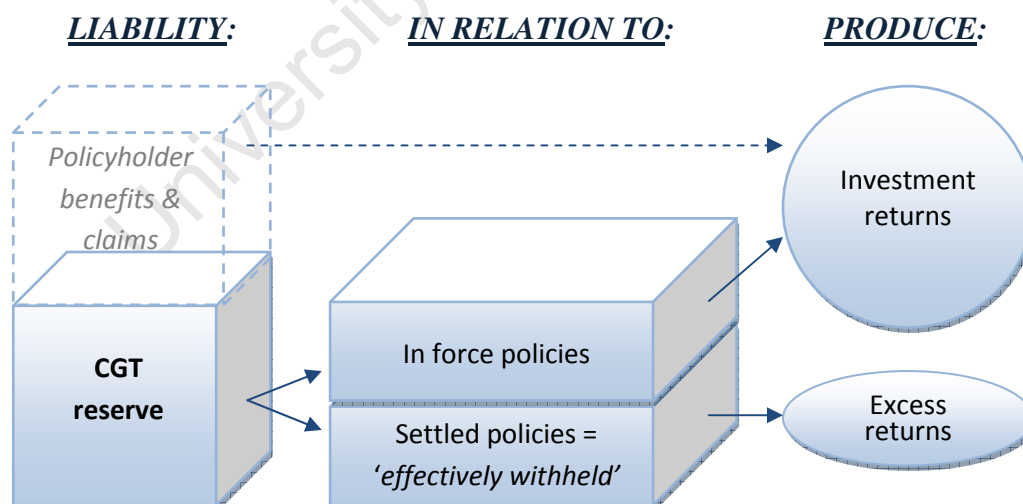 LIABILITY:
IN RELATION TO:
PRODUCE:
University
Policyholder
benefits &
claims
Investment
returns
In force policies
CGT
reserve
Settled policies =
‘effectively withheld’
Excess
returns